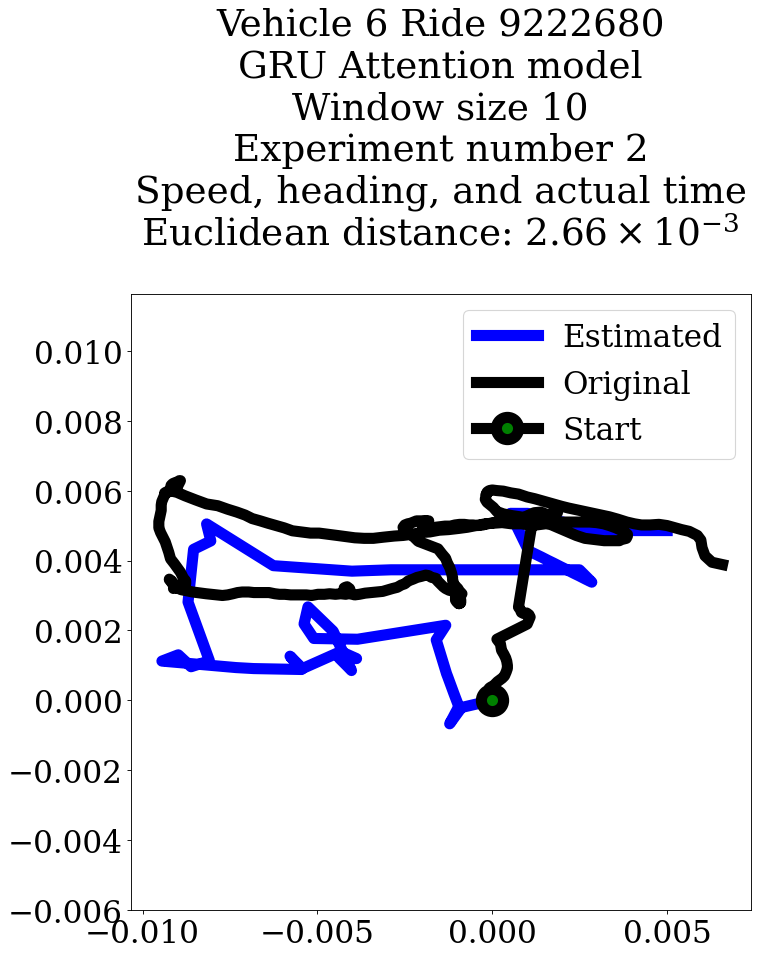 Vehicle 6 Ride 9222680
GRU Attention model
Window size 10
Experiment number 2
Speed, heading, and actual time
Euclidean distance: 2.66 × 10⁻³
Estimated
Original
Start
0.010
0.008
0.006
0.004
0.002
0.000
−0.002
−0.004
−0.006
−0.010 −0.005 0.000 0.005